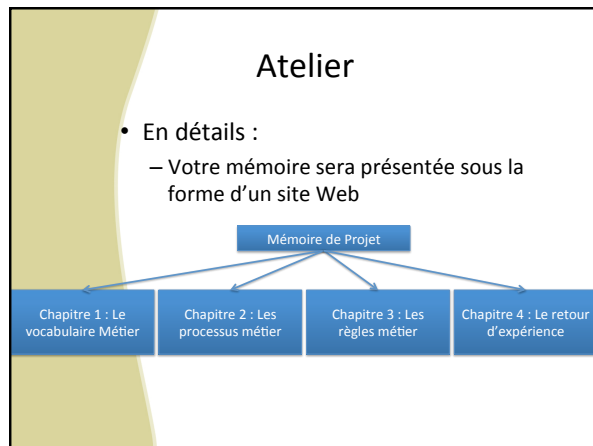 Atelier
• En détails :
– Votre mémoire sera présentée sous la
forme d'un site Web
Mémoire de Projet
Chapitre 1 : Le
vocabulaire Métier
Chapitre 2 : Les
processus métier
Chapitre 3 : Les
règles métier
Chapitre 4 : Le retour
d'expérience